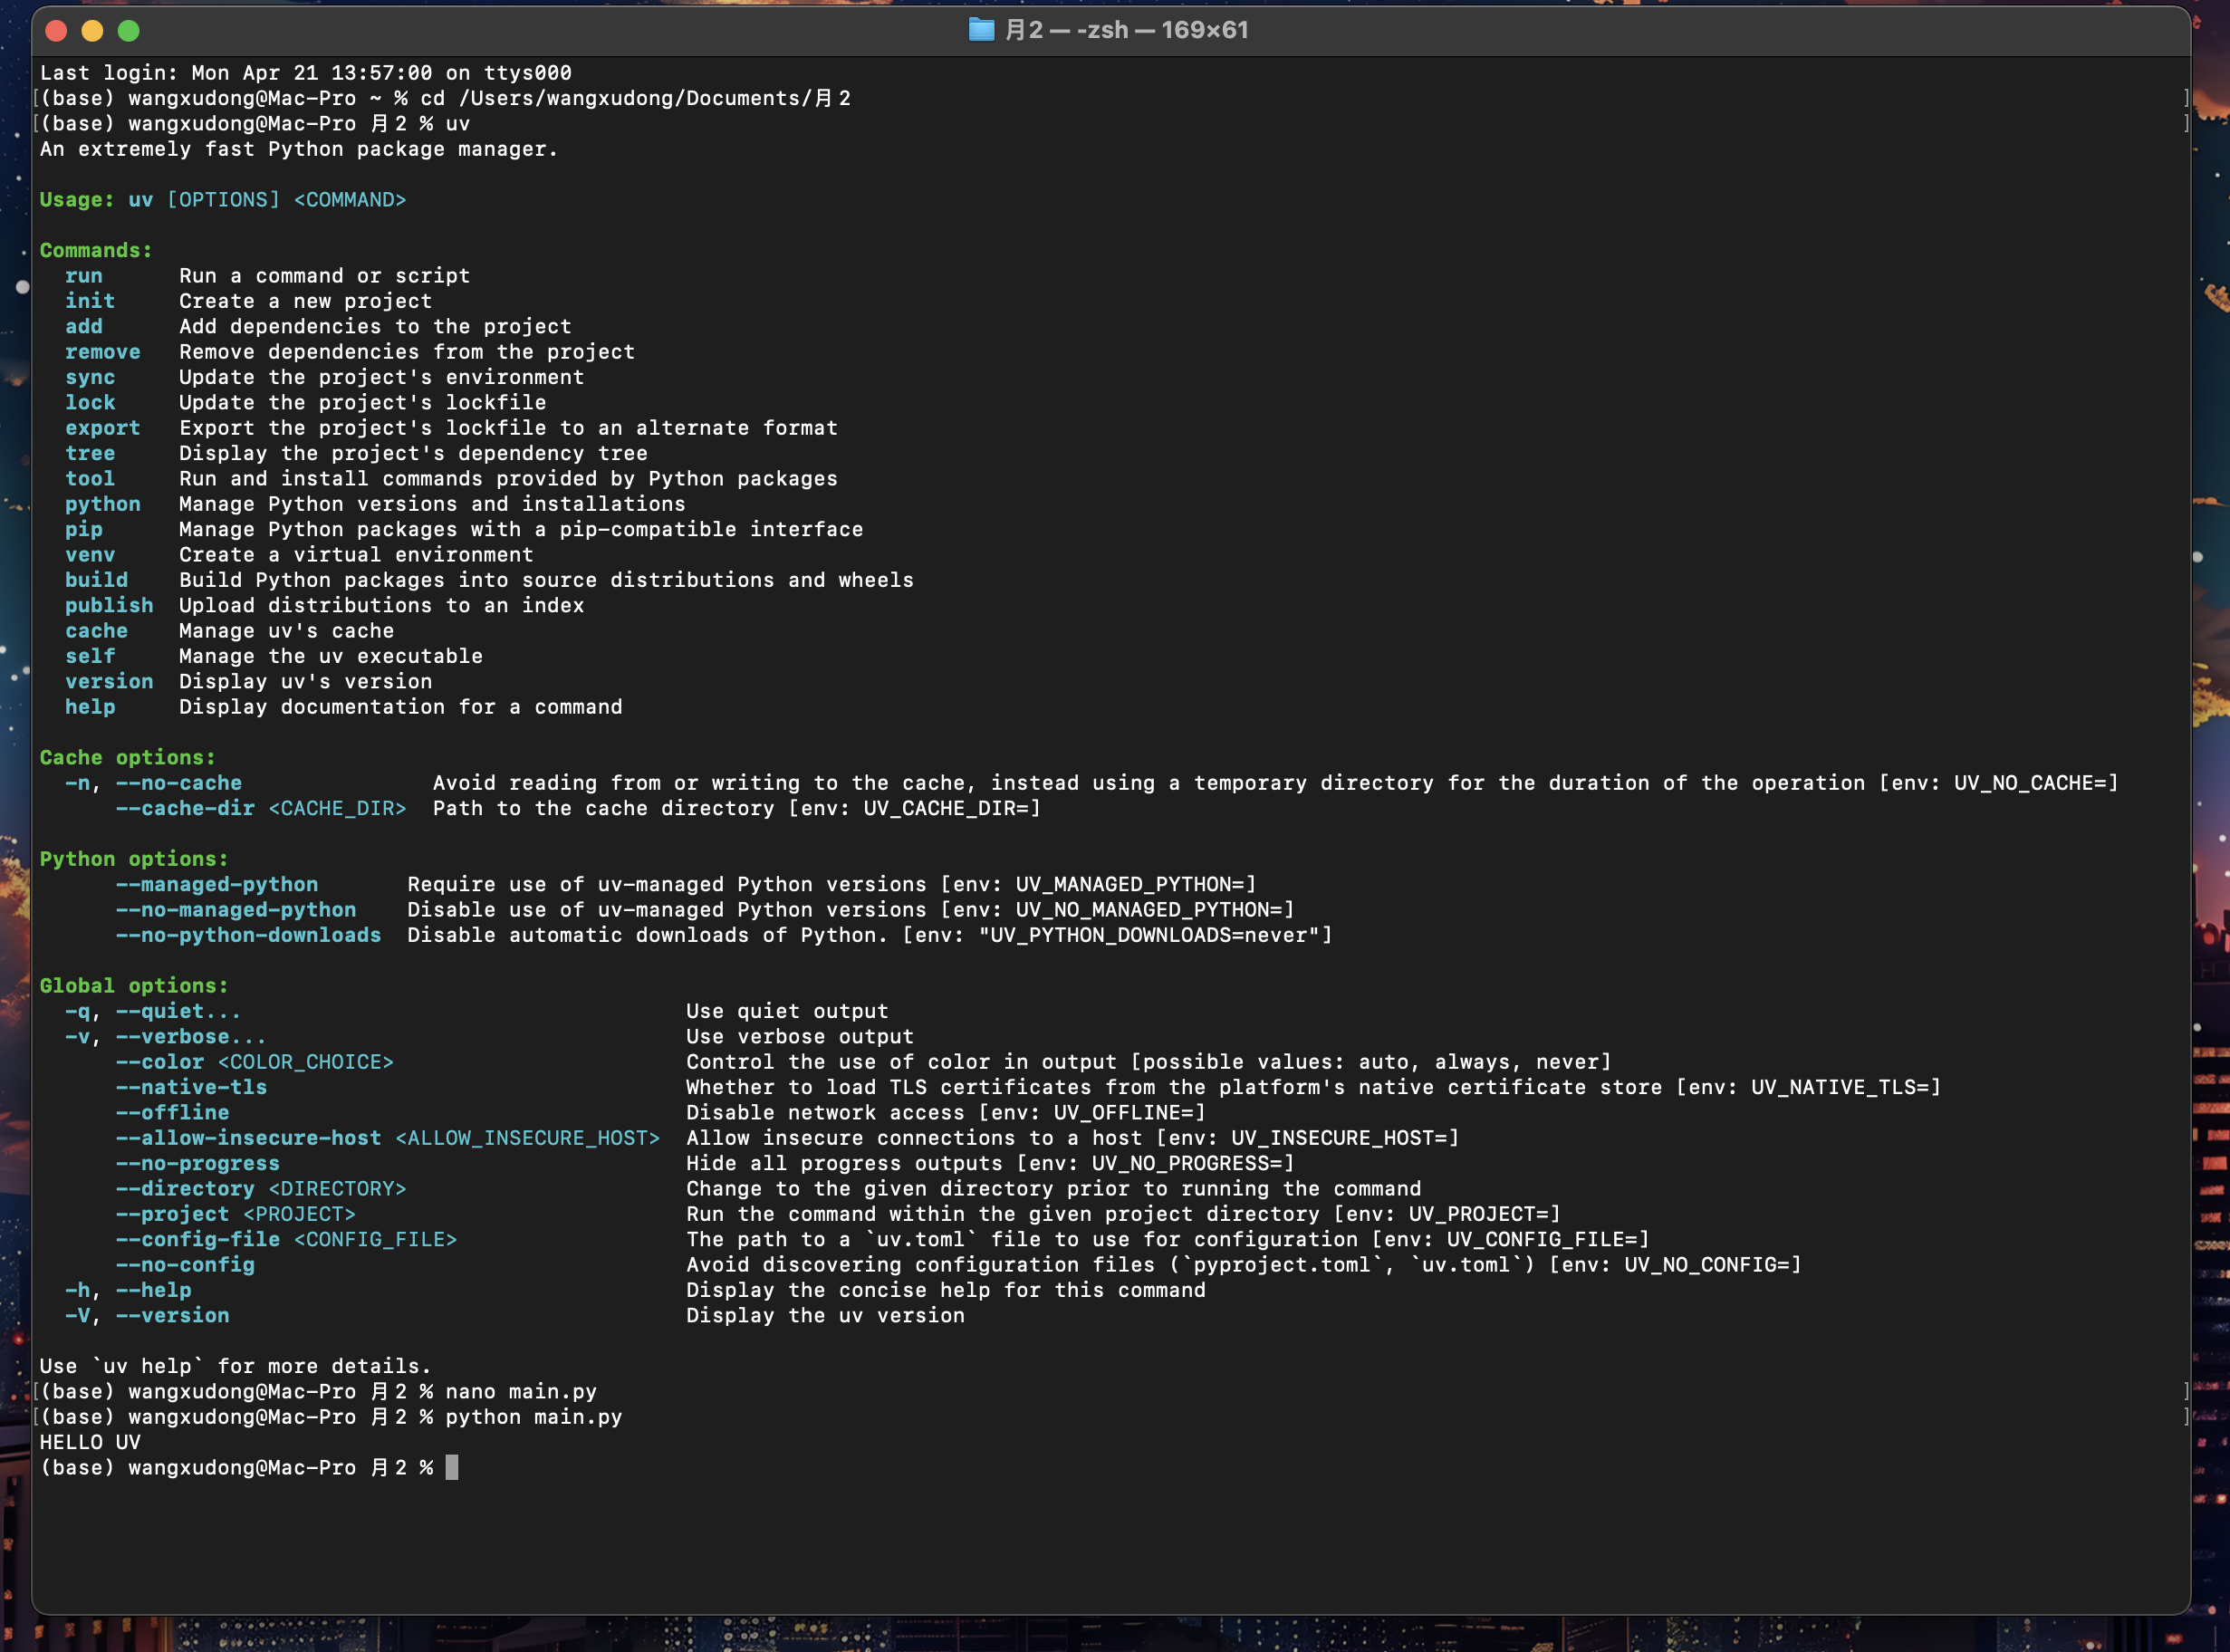 月2 — -zsh — 169×61
Last login: Mon Apr 21 13:57:00 on ttys000
[(base) wangxudong@Mac-Pro ~ % cd /Users/wangxudong/Documents/月2 ]
[(base) wangxudong@Mac-Pro 月2 % uv ]
An extremely fast Python package manager.
Usage: uv [OPTIONS] <COMMAND>
Commands:
run Run a command or script
init Create a new project
add Add dependencies to the project
remove Remove dependencies from the project
sync Update the project's environment
lock Update the project's lockfile
export Export the project's lockfile to an alternate format
tree Display the project's dependency tree
tool Run and install commands provided by Python packages
python Manage Python versions and installations
pip Manage Python packages with a pip-compatible interface
venv Create a virtual environment
build Build Python packages into source distributions and wheels
publish Upload distributions to an index
cache Manage uv's cache
self Manage the uv executable
version Display uv's version
help Display documentation for a command
Cache options:
-n, --no-cache Avoid reading from or writing to the cache, instead using a temporary directory for the duration of the operation [env: UV_NO_CACHE=]
--cache-dir <CACHE_DIR> Path to the cache directory [env: UV_CACHE_DIR=]
Python options:
--managed-python Require use of uv-managed Python versions [env: UV_MANAGED_PYTHON=]
--no-managed-python Disable use of uv-managed Python versions [env: UV_NO_MANAGED_PYTHON=]
--no-python-downloads Disable automatic downloads of Python. [env: "UV_PYTHON_DOWNLOADS=never"]
Global options:
-q, --quiet... Use quiet output
-v, --verbose... Use verbose output
--color <COLOR_CHOICE> Control the use of color in output [possible values: auto, always, never]
--native-tls Whether to load TLS certificates from the platform's native certificate store [env: UV_NATIVE_TLS=]
--offline Disable network access [env: UV_OFFLINE=]
--allow-insecure-host <ALLOW_INSECURE_HOST> Allow insecure connections to a host [env: UV_INSECURE_HOST=]
--no-progress Hide all progress outputs [env: UV_NO_PROGRESS=]
--directory <DIRECTORY> Change to the given directory prior to running the command
--project <PROJECT> Run the command within the given project directory [env: UV_PROJECT=]
--config-file <CONFIG_FILE> The path to a `uv.toml` file to use for configuration [env: UV_CONFIG_FILE=]
--no-config Avoid discovering configuration files (`pyproject.toml`, `uv.toml`) [env: UV_NO_CONFIG=]
-h, --help Display the concise help for this command
-V, --version Display the uv version
Use `uv help` for more details.
[(base) wangxudong@Mac-Pro 月2 % nano main.py ]
[(base) wangxudong@Mac-Pro 月2 % python main.py ]
HELLO UV
(base) wangxudong@Mac-Pro 月2 %